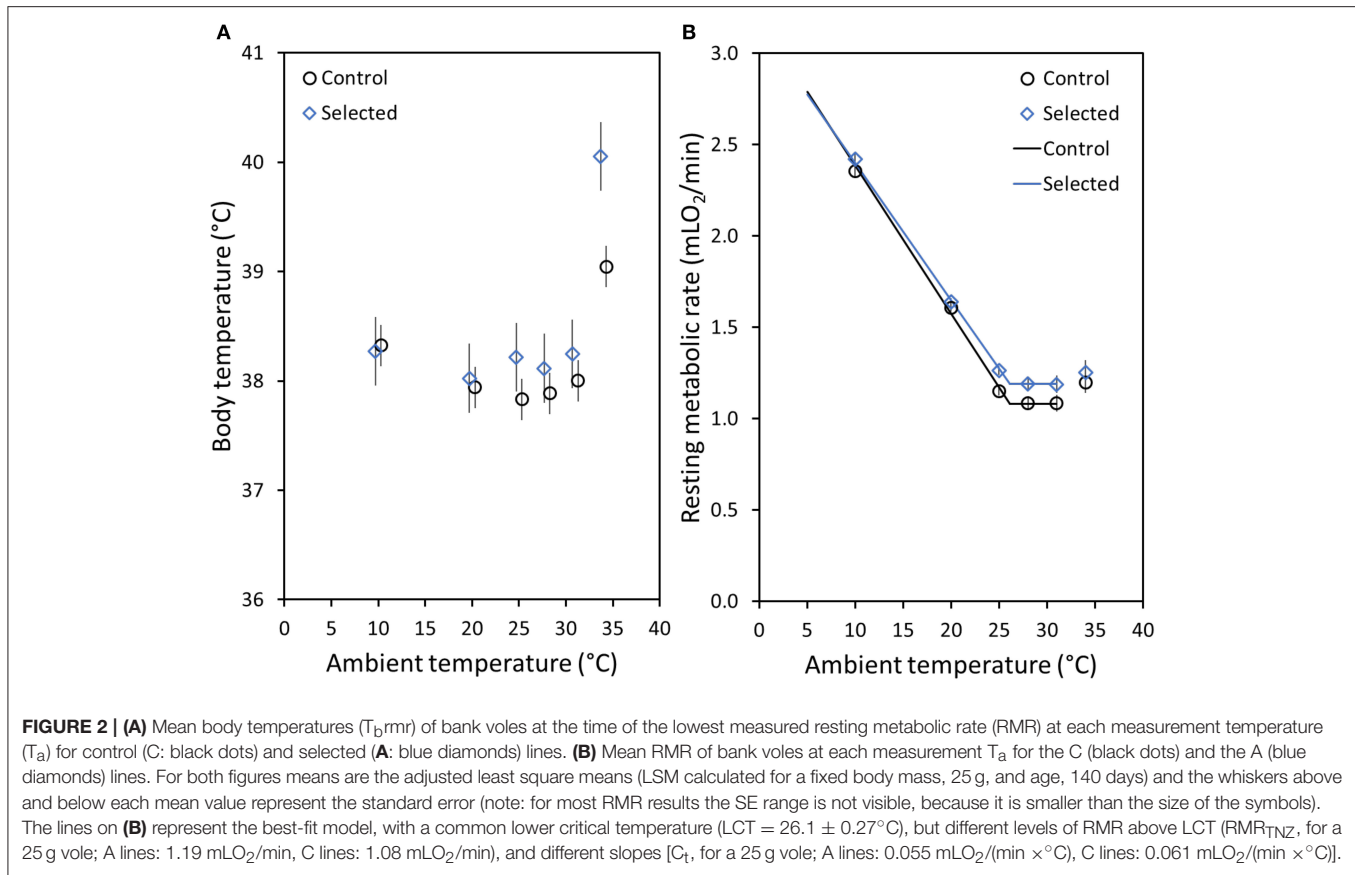 A
41
40
39
38
37
36
0 5 10 15 20 25 30 35 40
Body temperature (°C)
Ambient temperature (°C)
Control
Selected
B
3.0
2.5
2.0
1.5
1.0
0.5
0.0
0 5 10 15 20 25 30 35 40
Resting metabolic rate (mLO₂/min)
Ambient temperature (°C)
Control
Selected
Control
Selected
FIGURE 2 | (A) Mean body temperatures (T_brmr) of bank voles at the time of the lowest measured resting metabolic rate (RMR) at each measurement temperature
(Tₐ) for control (C: black dots) and selected (A: blue diamonds) lines. (B) Mean RMR of bank voles at each measurement Tₐ for the C (black dots) and the A (blue
diamonds) lines. For both figures means are the adjusted least square means (LSM calculated for a fixed body mass, 25 g, and age, 140 days) and the whiskers above
and below each mean value represent the standard error (note: for most RMR results the SE range is not visible, because it is smaller than the size of the symbols).
The lines on (B) represent the best-fit model, with a common lower critical temperature (LCT = 26.1 ± 0.27°C), but different levels of RMR above LCT (RMR_TNZ, for a
25 g vole; A lines: 1.19 mLO₂/min, C lines: 1.08 mLO₂/min), and different slopes [Cₜ, for a 25 g vole; A lines: 0.055 mLO₂/(min ×°C), C lines: 0.061 mLO₂/(min ×°C)].